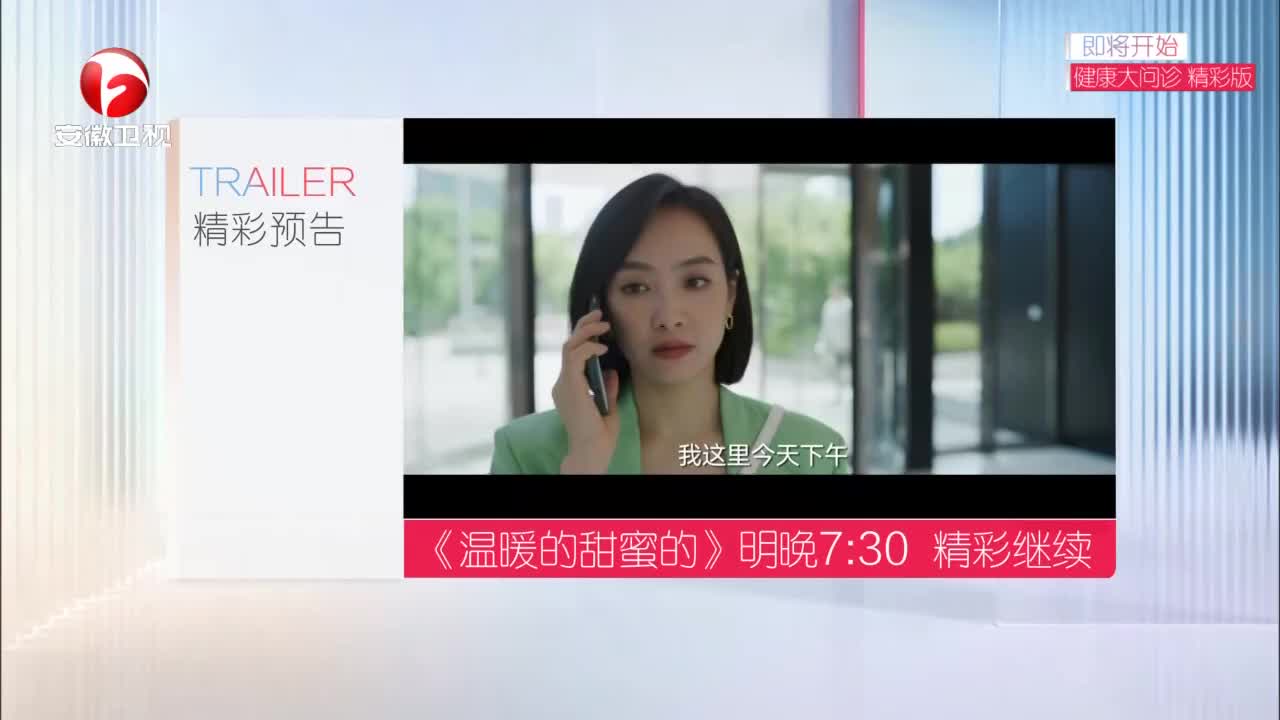 安徽卫视
即将开始
健康大问诊 精彩版
TRAILER
精彩预告
我这里今天下午
《温暖的甜蜜的》明晚7:30 精彩继续